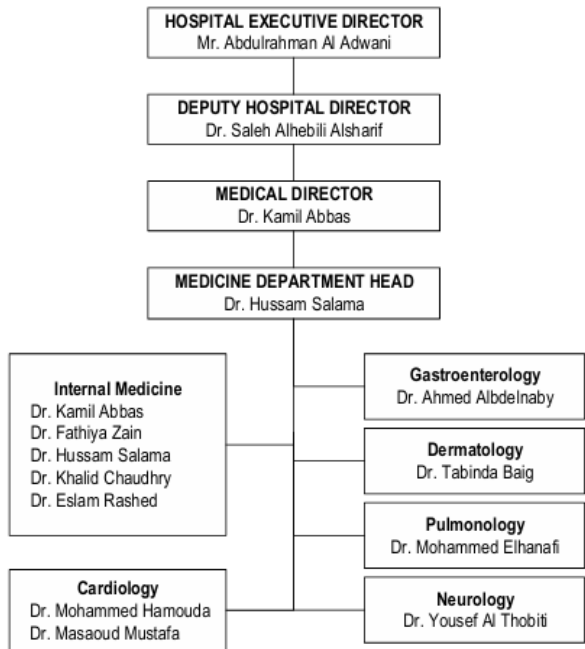 HOSPITAL EXECUTIVE DIRECTOR
Mr. Abdulrahman Al Adwani
DEPUTY HOSPITAL DIRECTOR
Dr. Saleh Alhebili Alsharif
MEDICAL DIRECTOR
Dr. Kamil Abbas
MEDICINE DEPARTMENT HEAD
Dr. Hussam Salama
Internal Medicine
Dr. Kamil Abbas
Dr. Fathiya Zain
Dr. Hussam Salama
Dr. Khalid Chaudhry
Dr. Eslam Rashed
Cardiology
Dr. Mohammed Hamouda
Dr. Masaoud Mustafa
Gastroenterology
Dr. Ahmed Albdelnaby
Dermatology
Dr. Tabinda Baig
Pulmonology
Dr. Mohammed Elhanafi
Neurology
Dr. Yousef Al Thobiti